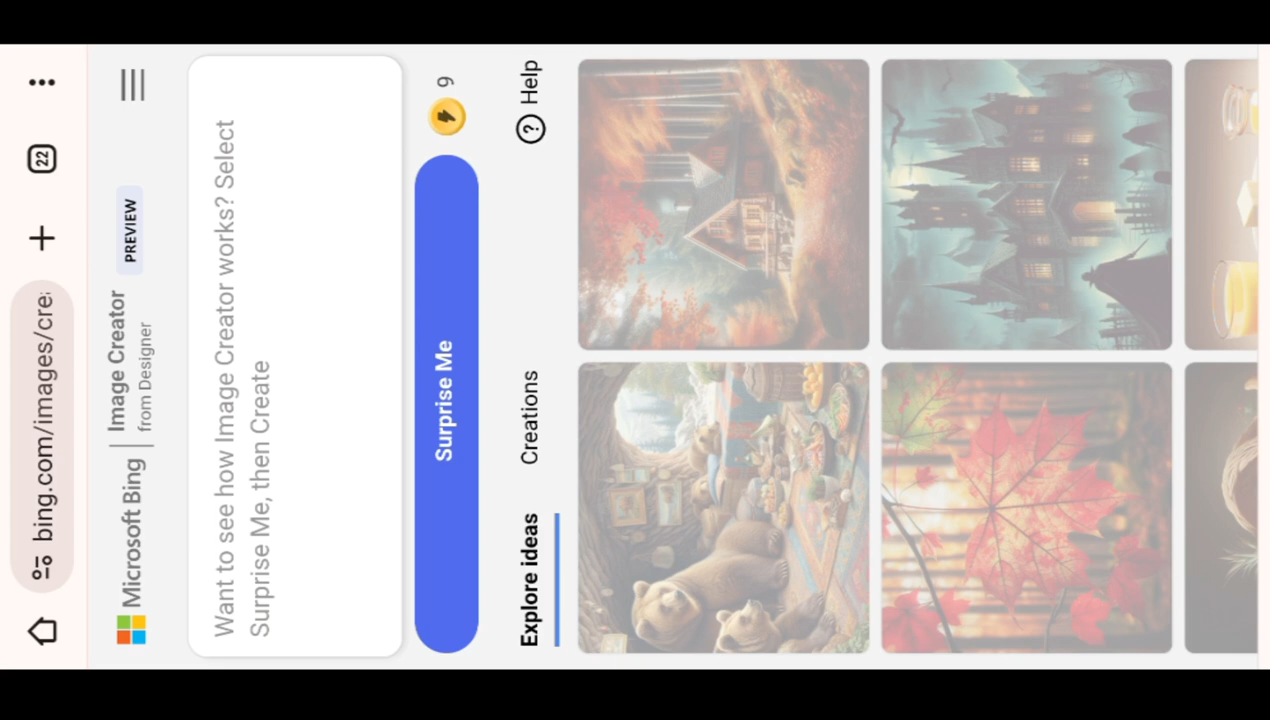 bing.com/images/cre
22
Microsoft Bing
Image Creator
from Designer
PREVIEW
Want to see how Image Creator works? Select
Surprise Me, then Create
Surprise Me
9
Explore ideas
Creations
? Help